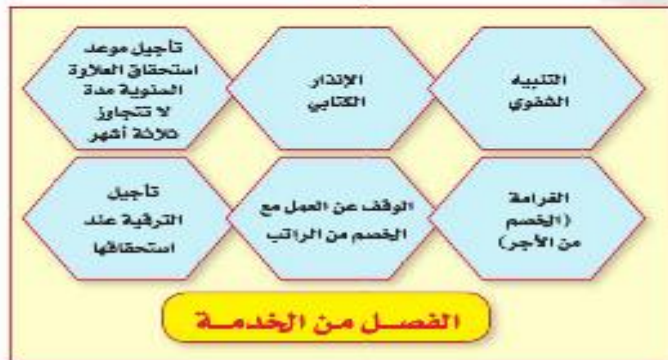 التنبيه
الشفوي
الإنذار
الكتابي
تأجيل موعد
استحقاق العلاوة
السنوية مدة
لا تتجاوز
ثلاثة أشهر
الغرامة
(الخصم
من الأجر)
الوقف عن العمل مع
الخصم من الراتب
تأجيل
الترقية عند
استحقاقها
الفصل من الخدمة